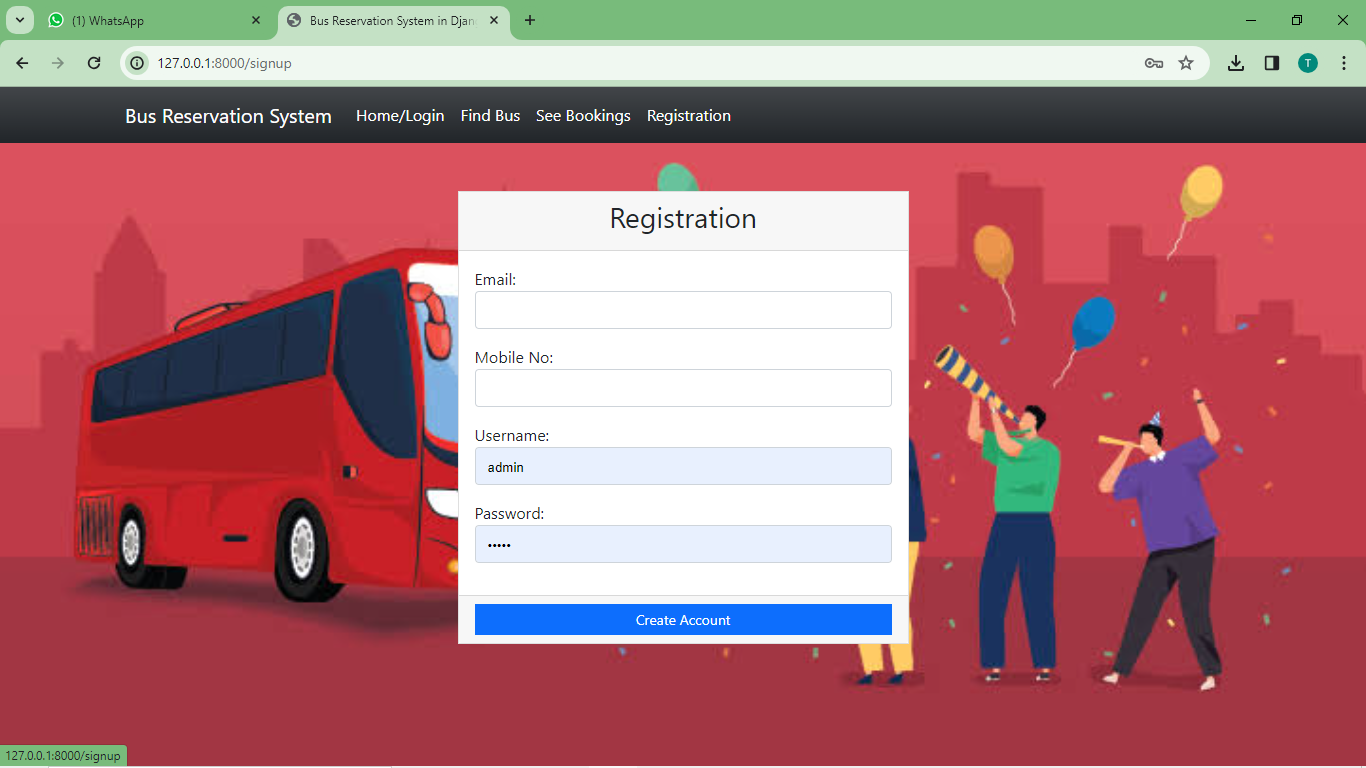 (1) WhatsApp
Bus Reservation System in Djan
127.0.0.1:8000/signup
T
Bus Reservation System Home/Login Find Bus See Bookings Registration
Registration
Email:
Mobile No:
Username:
admin
Password:
•••••
Create Account
127.0.0.1:8000/signup